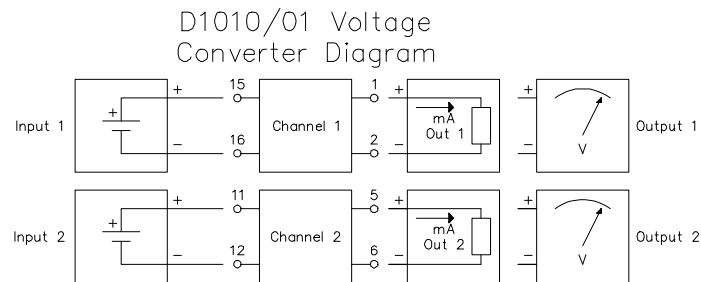 D1010/01 Voltage
Converter Diagram
+ 15 1 + +
+
Input 1 Channel 1 mA Output 1
Out 1
− 16 2 − − V
+ 11 5 + +
+
Input 2 Channel 2 mA Output 2
Out 2
− 12 6 − − V